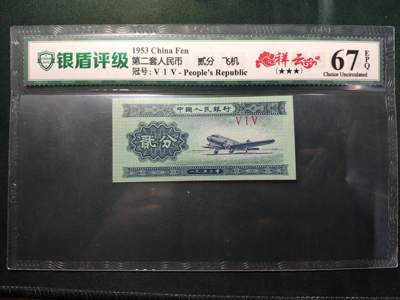 银盾评级
1953 China Fen
第二套人民币 贰分 飞机
冠号: V I V - People's Republic
祥云
(★★★)
67 EPQ
Choice Uncirculated
中国人民银行
V I V
贰分
一九五三年